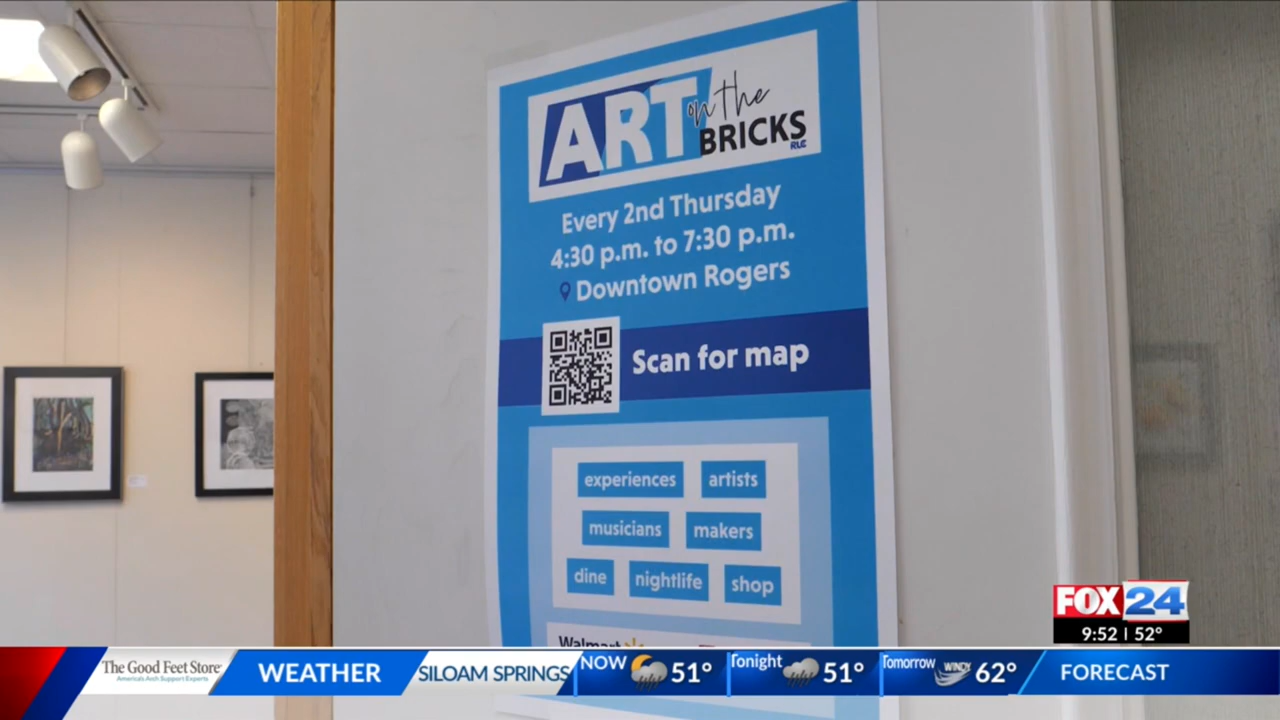 ART on the
BRICKS
RLC
Every 2nd Thursday
4:30 p.m. to 7:30 p.m.
Downtown Rogers
Scan for map
experiences artists
musicians makers
dine nightlife shop
Walmart
FOX 24
9:52 | 52°
The Good Feet Store
America's Arch Support Experts
WEATHER
SILOAM SPRINGS
NOW 51°
Tonight 51°
Tomorrow WINDY 62°
FORECAST